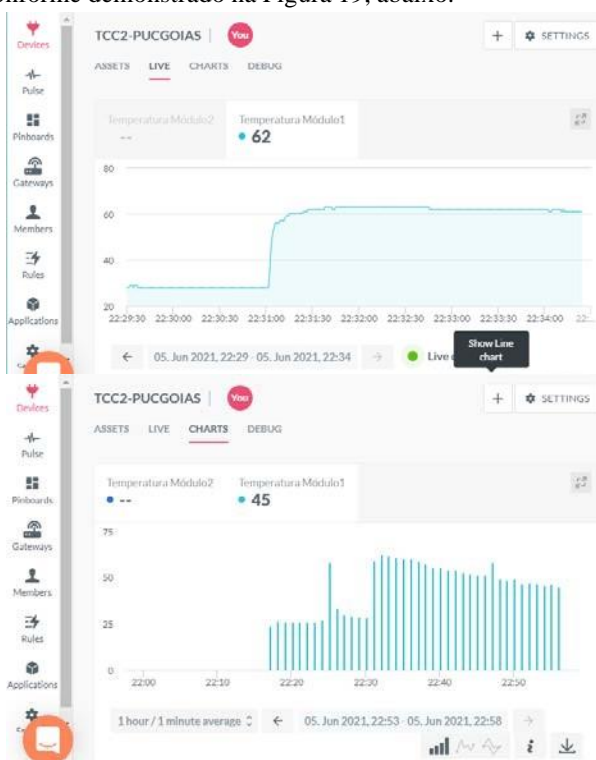 conforme demonstrado na Figura 19, abaixo:
TCC2-PUCGOIAS | You + SETTINGS
Devices
ASSETS LIVE CHARTS DEBUG
Pulse
Temperatura Módulo2 Temperatura Módulo1
-- 62
Pinboards
80
Gateways
60
Members
40
Rules
20
Applications
22:29:30 22:30:00 22:30:30 22:31:00 22:31:30 22:32:00 22:32:30 22:33:00 22:33:30 22:34:00 22:...
← 05. Jun 2021, 22:29 - 05. Jun 2021, 22:34 → Live
Show Line
chart
TCC2-PUCGOIAS | You + SETTINGS
Devices
ASSETS LIVE CHARTS DEBUG
Pulse
Temperatura Módulo2 Temperatura Módulo1
-- 45
Pinboards
75
Gateways
50
Members
25
Rules
0
Applications
22:00 22:10 22:20 22:30 22:40 22:50
1 hour / 1 minute average ← 05. Jun 2021, 22:53 - 05. Jun 2021, 22:58 →
i